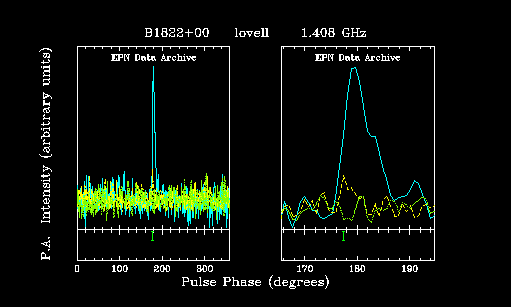 B1822+00 lovell 1.408 GHz
EPN Data Archive EPN Data Archive
P.A. Intensity (arbitrary units)
0 100 200 300 170 180 190
Pulse Phase (degrees)